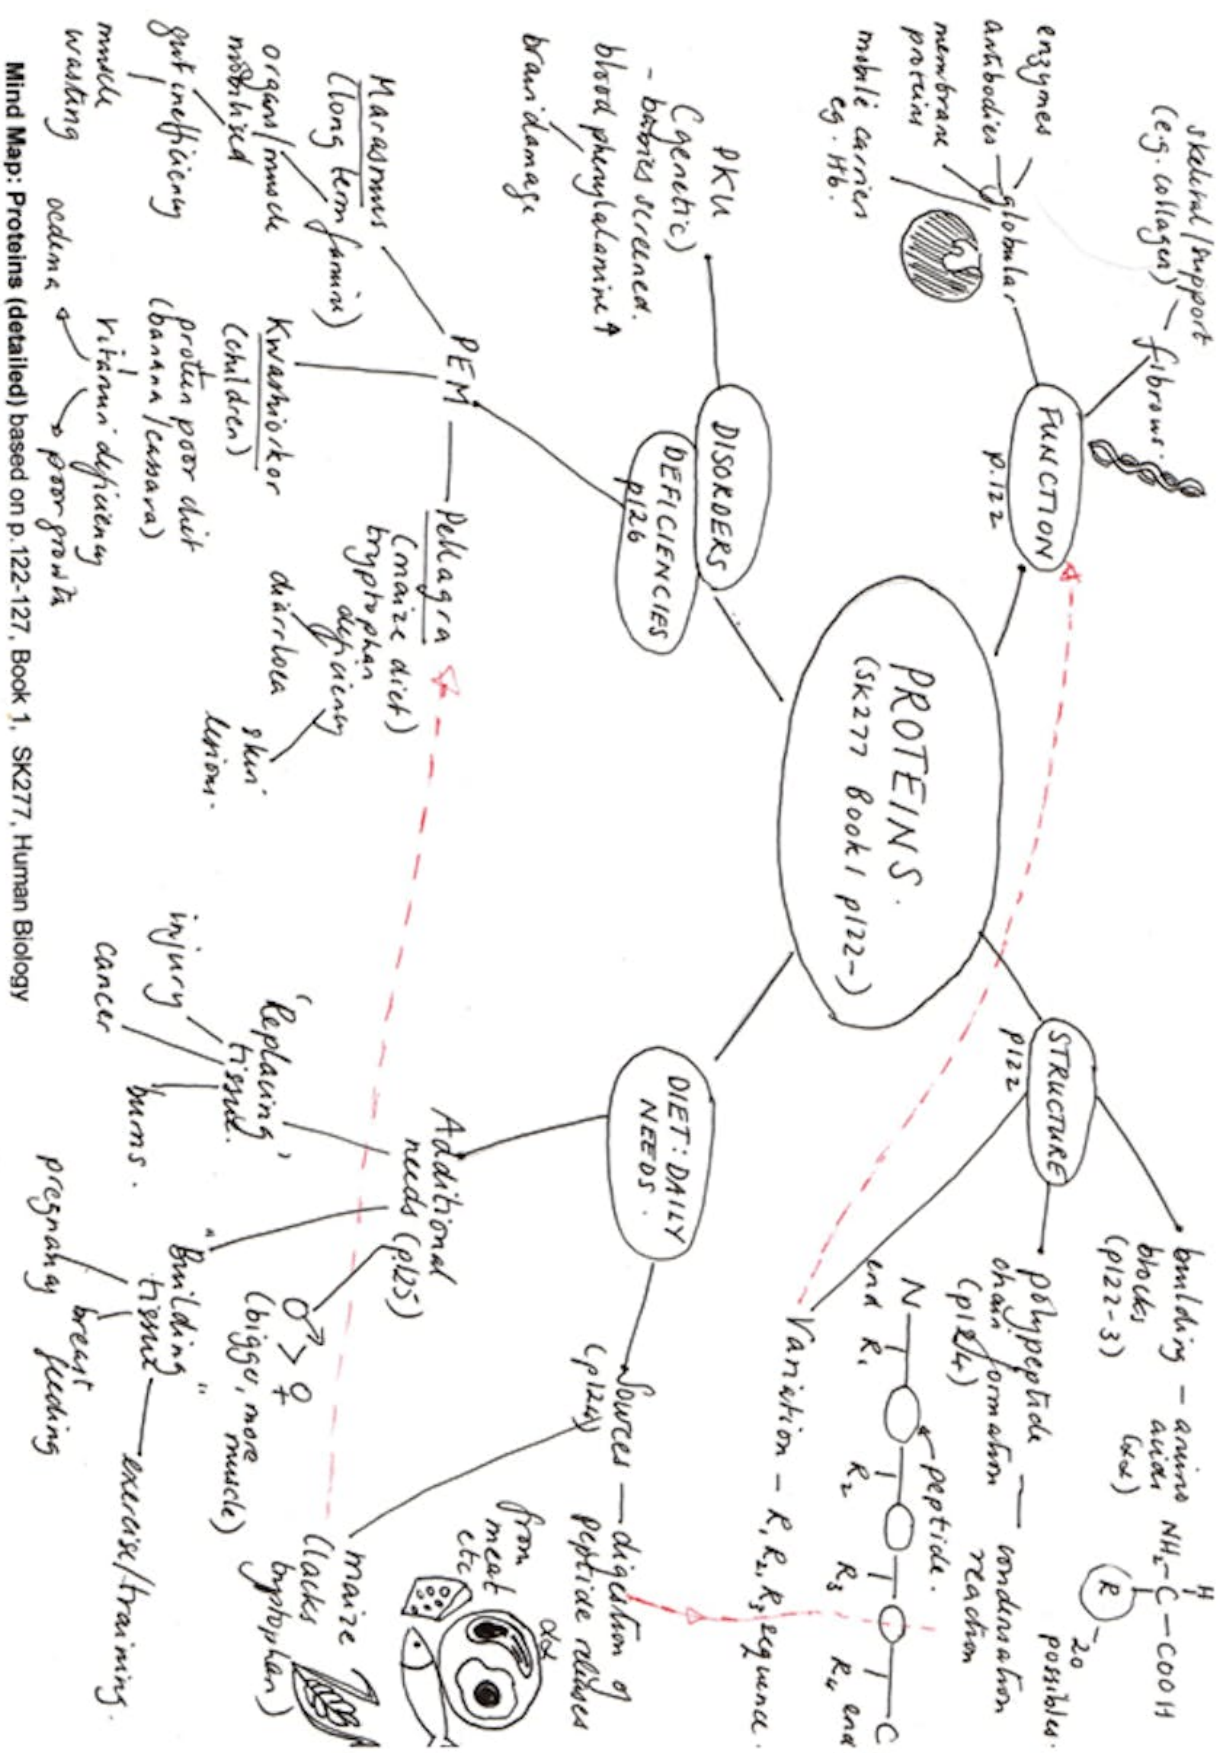 skeletal/support
(e.g. collagen)
fibrous.
enzymes
antibodies
membrane
proteins
mobile carriers
eg. Hb.
globular
FUNCTION
p.122
PROTEINS.
(SK277 Book 1 p122-)
STRUCTURE
p122
building
blocks
(p122-3)
- amino
acids
(αα)
H
NH₂-C-COOH
R
-20
possibles.
polypeptide
chain formation
(p124)
condensation
reaction
peptide.
N
C
end R₁
R₂
R₃
R₄ end
Variation - R₁ R₂, R₃ sequence.
DISORDERS
DEFICIENCIES
p126
PKU
(genetic)
- babies screened.
blood phenylalanine ↑
brain damage
PEM
Marasmus
(long term famine)
organs/muscle
mobilised
gut inefficiency
muscle
wasting
Kwashiorkor
(children)
protein poor diet
(banana/cassava)
vitamin deficiency
oedema
poor growth
Pellagra
(maize diet)
tryptophan
deficiency
diarrhoea
skin
lesions.
DIET: DAILY
NEEDS.
Sources
(p124)
digestion of
peptide releases
αα
from
meat
etc
maize
(lacks
tryptophan)
Additional
needs (p125)
♂ > ♀
(bigger, more
muscle)
'Replacing'
tissue.
injury
cancer
burns.
"Building"
tissue
pregnancy
breast
feeding
exercise/training.
Mind Map: Proteins (detailed) based on p.122-127, Book 1, SK277, Human Biology